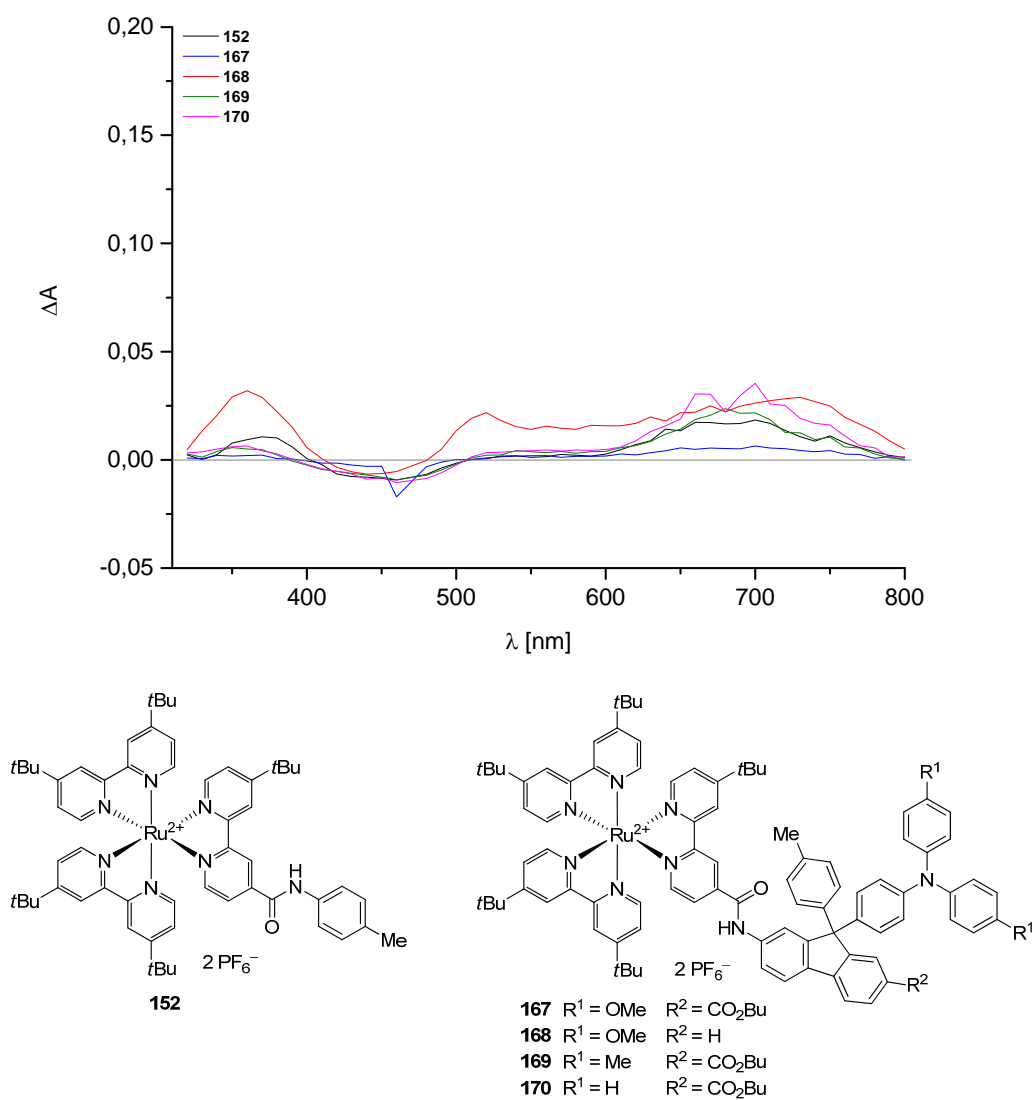 0,20
0,15
0,10
0,05
0,00
-0,05
152
167
168
169
170
ΔA
400
500
600
700
800
λ [nm]
tBu
tBu
tBu
N
N
N
Ru2+
N
N
N
tBu
tBu
H
N
O
Me
2 PF6–
152
tBu
tBu
tBu
N
N
N
Ru2+
N
N
N
tBu
tBu
O
NH
Me
N
R1
R1
R2
2 PF6–
167 R1 = OMe R2 = CO2Bu
168 R1 = OMe R2 = H
169 R1 = Me R2 = CO2Bu
170 R1 = H R2 = CO2Bu